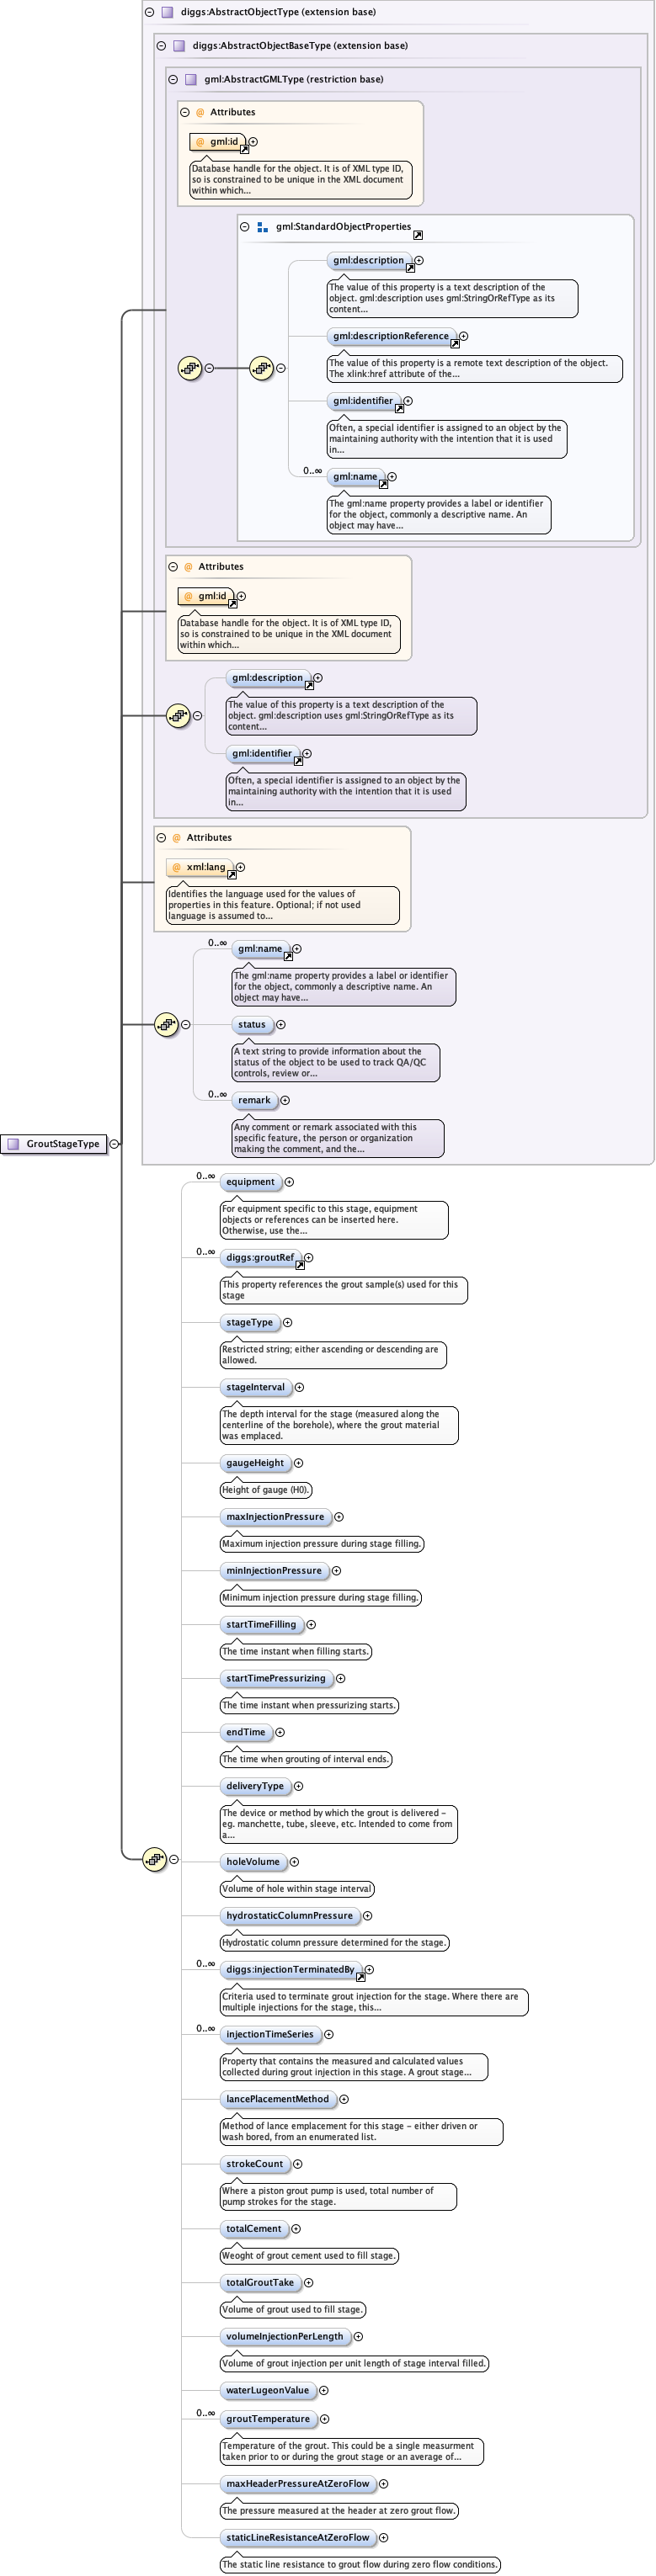 diggs:AbstractObjectType (extension base)
diggs:AbstractObjectBaseType (extension base)
gml:AbstractGMLType (restriction base)
@ Attributes
@ gml:id
Database handle for the object. It is of XML type ID,
so is constrained to be unique in the XML document
within which...
gml:StandardObjectProperties
gml:description
The value of this property is a text description of the
object. gml:description uses gml:StringOrRefType as its
content...
gml:descriptionReference
The value of this property is a remote text description of the object.
The xlink:href attribute of the...
gml:identifier
Often, a special identifier is assigned to an object by the
maintaining authority with the intention that it is used
in...
0..∞
gml:name
The gml:name property provides a label or identifier
for the object, commonly a descriptive name. An
object may have...
@ Attributes
@ gml:id
Database handle for the object. It is of XML type ID,
so is constrained to be unique in the XML document
within which...
gml:description
The value of this property is a text description of the
object. gml:description uses gml:StringOrRefType as its
content...
gml:identifier
Often, a special identifier is assigned to an object by the
maintaining authority with the intention that it is used
in...
@ Attributes
@ xml:lang
Identifies the language used for the values of
properties in this feature. Optional; if not used
language is assumed to...
0..∞
gml:name
The gml:name property provides a label or identifier
for the object, commonly a descriptive name. An
object may have...
status
A text string to provide information about the
status of the object to be used to track QA/QC
controls, review or...
0..∞
remark
Any comment or remark associated with this
specific feature, the person or organization
making the comment, and the...
GroutStageType
0..∞
equipment
For equipment specific to this stage, equipment
objects or references can be inserted here.
Otherwise, use the...
0..∞
diggs:groutRef
This property references the grout sample(s) used for this
stage
stageType
Restricted string; either ascending or descending are
allowed.
stageInterval
The depth interval for the stage (measured along the
centerline of the borehole), where the grout material
was emplaced.
gaugeHeight
Height of gauge (H0).
maxInjectionPressure
Maximum injection pressure during stage filling.
minInjectionPressure
Minimum injection pressure during stage filling.
startTimeFilling
The time instant when filling starts.
startTimePressurizing
The time instant when pressurizing starts.
endTime
The time when grouting of interval ends.
deliveryType
The device or method by which the grout is delivered -
eg. manchette, tube, sleeve, etc. Intended to come from
a...
holeVolume
Volume of hole within stage interval
hydrostaticColumnPressure
Hydrostatic column pressure determined for the stage.
0..∞
diggs:injectionTerminatedBy
Criteria used to terminate grout injection for the stage. Where there are
multiple injections for the stage, this...
0..∞
injectionTimeSeries
Property that contains the measured and calculated values
collected during grout injection in this stage. A grout stage...
lancePlacementMethod
Method of lance emplacement for this stage - either driven or
wash bored, from an enumerated list.
strokeCount
Where a piston grout pump is used, total number of
pump strokes for the stage.
totalCement
Weoght of grout cement used to fill stage.
totalGroutTake
Volume of grout used to fill stage.
volumeInjectionPerLength
Volume of grout injection per unit length of stage interval filled.
waterLugeonValue
0..∞
groutTemperature
Temperature of the grout. This could be a single measurment
taken prior to or during the grout stage or an average of...
maxHeaderPressureAtZeroFlow
The pressure measured at the header at zero grout flow.
staticLineResistanceAtZeroFlow
The static line resistance to grout flow during zero flow conditions.